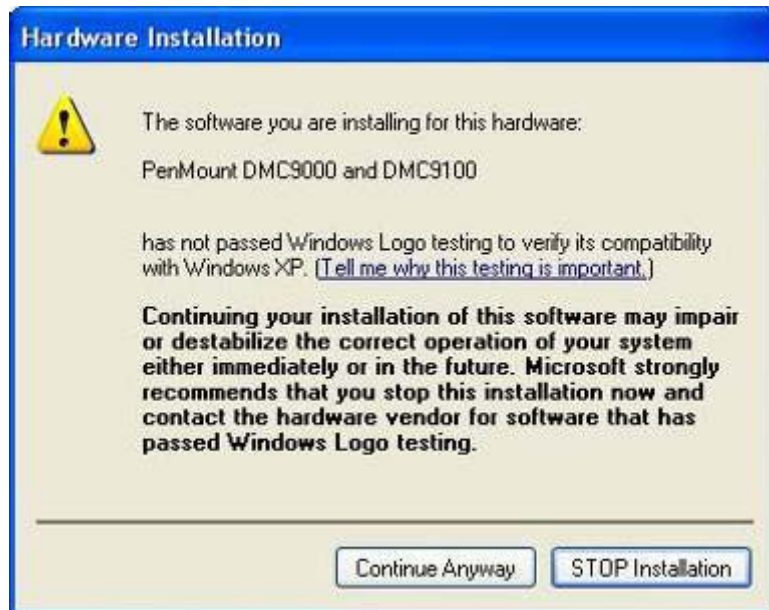 Hardware Installation
The software you are installing for this hardware:
PenMount DMC9000 and DMC9100
has not passed Windows Logo testing to verify its compatibility
with Windows XP. (Tell me why this testing is important.)
Continuing your installation of this software may impair
or destabilize the correct operation of your system
either immediately or in the future. Microsoft strongly
recommends that you stop this installation now and
contact the hardware vendor for software that has
passed Windows Logo testing.
Continue Anyway
STOP Installation